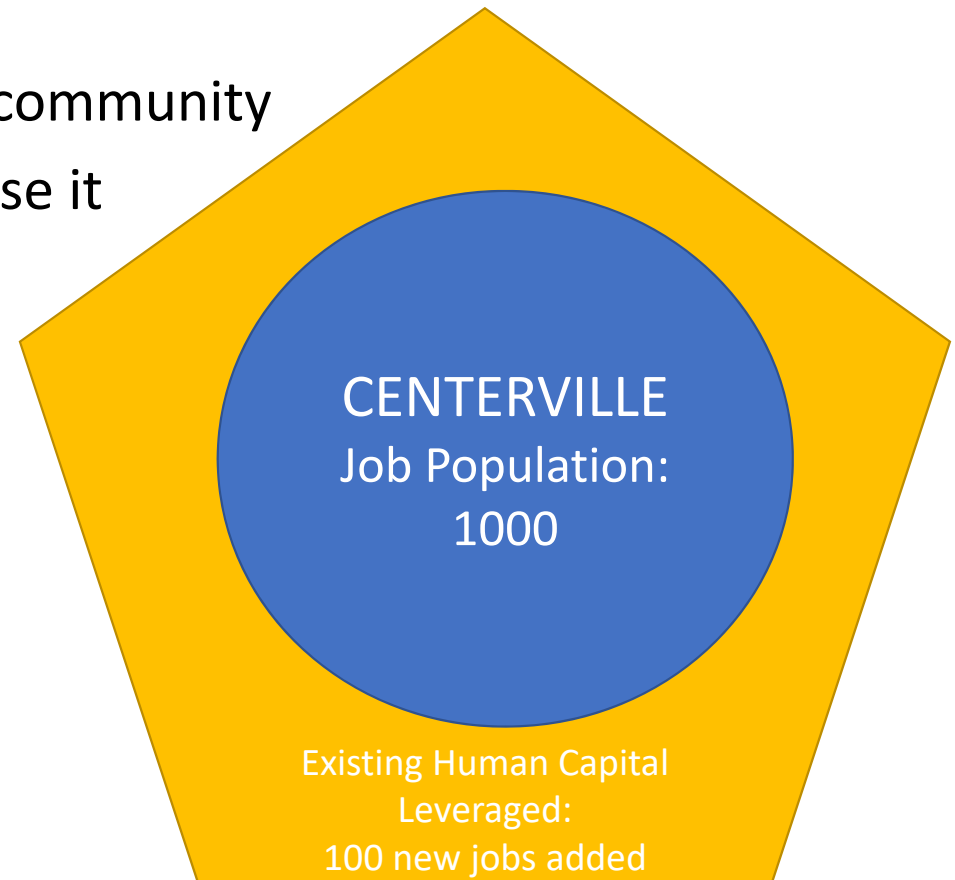 community
se it
CENTERVILLE
Job Population:
1000
Existing Human Capital
Leveraged:
100 new jobs added